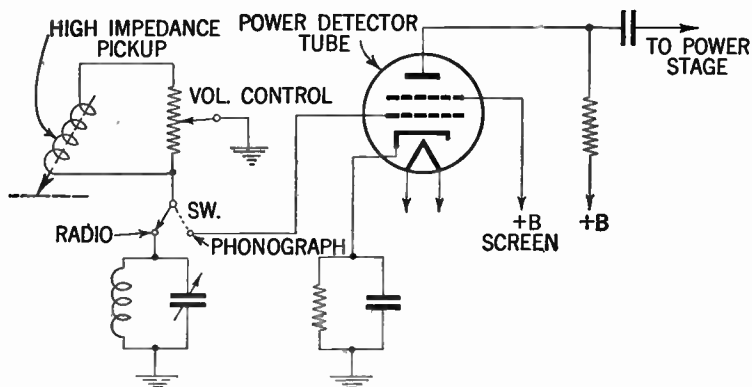 HIGH IMPEDANCE
PICKUP
POWER DETECTOR
TUBE
TO POWER
STAGE
VOL. CONTROL
SW.
RADIO
PHONOGRAPH
+B
SCREEN
+B